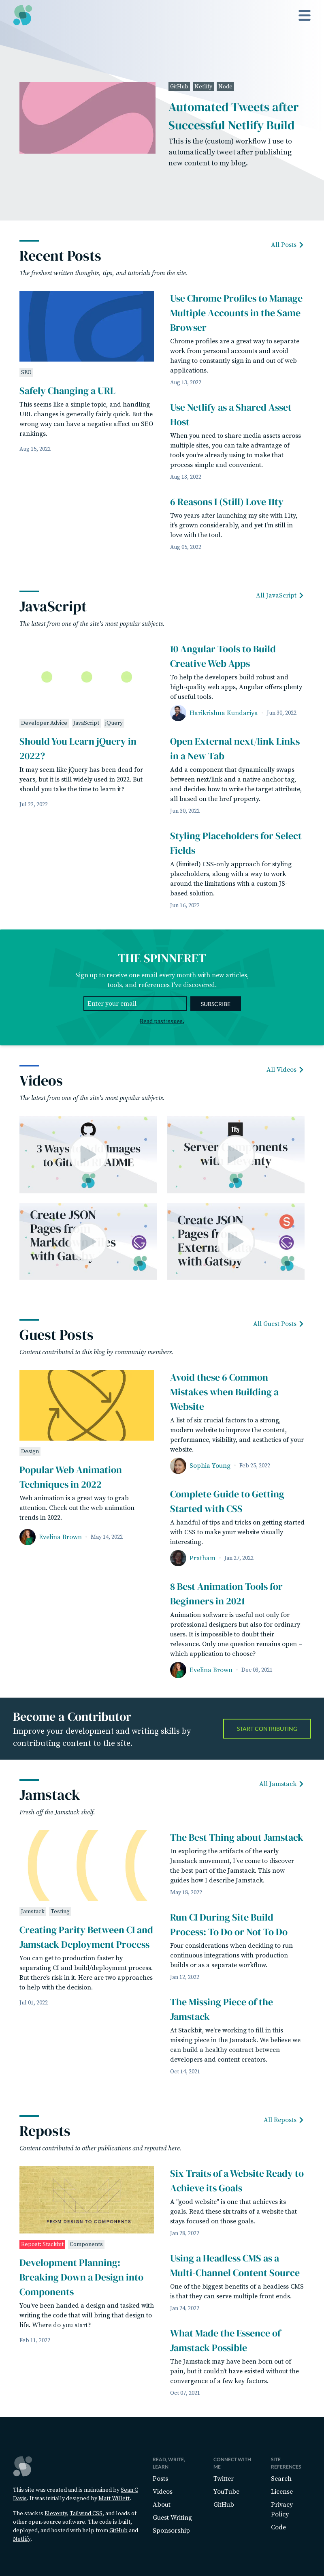 GitHub Netlify Node
Automated Tweets after
Successful Netlify Build
This is the (custom) workflow I use to
automatically tweet after publishing
new content to my blog.
Recent Posts
All Posts
The freshest written thoughts, tips, and tutorials from the site.
SEO
Safely Changing a URL
This seems like a simple topic, and handling
URL changes is generally fairly quick. But the
wrong way can have a negative affect on SEO
rankings.
Aug 15, 2022
Use Chrome Profiles to Manage
Multiple Accounts in the Same
Browser
Chrome profiles are a great way to separate
work from personal accounts and avoid
having to constantly sign in and out of web
applications.
Aug 13, 2022
Use Netlify as a Shared Asset
Host
When you need to share media assets across
multiple sites, you can take advantage of
tools you're already using to make that
process simple and convenient.
Aug 13, 2022
6 Reasons I (Still) Love 11ty
Two years after launching my site with 11ty,
it's grown considerably, and yet I'm still in
love with the tool.
Aug 05, 2022
JavaScript
All JavaScript
The latest from one of the site's most popular subjects.
Developer Advice JavaScript jQuery
Should You Learn jQuery in
2022?
It may seem like jQuery has been dead for
years, but it is still widely used in 2022. But
should you take the time to learn it?
Jul 22, 2022
10 Angular Tools to Build
Creative Web Apps
To help the developers build robust and
high-quality web apps, Angular offers plenty
of useful tools.
Harikrishna Kundariya · Jun 30, 2022
Open External next/link Links
in a New Tab
Add a component that dynamically swaps
between next/link and a native anchor tag,
and decides how to write the target attribute,
all based on the href property.
Jun 30, 2022
Styling Placeholders for Select
Fields
A (limited) CSS-only approach for styling
placeholders, along with a way to work
around the limitations with a custom JS-
based solution.
Jun 16, 2022
THE SPINNERET
Sign up to receive one email every month with new articles,
tools, and references I've discovered.
Enter your email
SUBSCRIBE
Read past issues.
Videos
All Videos
The latest from one of the site's most popular subjects.
Create JSON
Create JSON
Guest Posts
All Guest Posts
Content contributed to this blog by community members.
Design
Popular Web Animation
Techniques in 2022
Web animation is a great way to grab
attention. Check out the web animation
trends in 2022.
Evelina Brown · May 14, 2022
Avoid these 6 Common
Mistakes when Building a
Website
A list of six crucial factors to a strong,
modern website to improve the content,
performance, visibility, and aesthetics of your
website.
Sophia Young · Feb 25, 2022
Complete Guide to Getting
Started with CSS
A handful of tips and tricks on getting started
with CSS to make your website visually
interesting.
Pratham · Jan 27, 2022
8 Best Animation Tools for
Beginners in 2021
Animation software is useful not only for
professional designers but also for ordinary
users. It is impossible to doubt their
relevance. Only one question remains open –
which application to choose?
Evelina Brown · Dec 03, 2021
Become a Contributor
Improve your development and writing skills by
contributing content to the site.
START CONTRIBUTING
Jamstack
All Jamstack
Fresh off the Jamstack shelf.
Jamstack Testing
Creating Parity Between CI and
Jamstack Deployment Process
You can get to production faster by
separating CI and build/deployment process.
But there's risk in it. Here are two approaches
to help with the decision.
Jul 01, 2022
The Best Thing about Jamstack
In exploring the artifacts of the early
Jamstack movement, I've come to discover
the best part of the Jamstack. This now
guides how I describe Jamstack.
May 18, 2022
Run CI During Site Build
Process: To Do or Not To Do
Four considerations when deciding to run
continuous integrations with production
builds or as a separate workflow.
Jan 12, 2022
The Missing Piece of the
Jamstack
At Stackbit, we're working to fill in this
missing piece in the Jamstack. We believe we
can build a healthy contract between
developers and content creators.
Oct 14, 2021
Reposts
All Reposts
Content contributed to other publications and reposted here.
FROM DESIGN TO COMPONENTS
Repost: Stackbit Components
Development Planning:
Breaking Down a Design into
Components
You've been handed a design and tasked with
writing the code that will bring that design to
life. Where do you start?
Feb 11, 2022
Six Traits of a Website Ready to
Achieve its Goals
A "good website" is one that achieves its
goals. Read these six traits of a website that
stays focused on those goals.
Jan 28, 2022
Using a Headless CMS as a
Multi-Channel Content Source
One of the biggest benefits of a headless CMS
is that they can serve multiple front ends.
Jan 24, 2022
What Made the Essence of
Jamstack Possible
The Jamstack may have been born out of
pain, but it couldn't have existed without the
convergence of a few key factors.
Oct 07, 2021
This site was created and is maintained by Sean C
Davis. It was initially designed by Matt Willett.
The stack is Eleventy, Tailwind CSS, and loads of
other open source software. The code is built,
deployed, and hosted with help from GitHub and
Netlify.
READ, WRITE,
LEARN
Posts
Videos
About
Guest Writing
Sponsorship
CONNECT WITH
ME
Twitter
YouTube
GitHub
SITE
REFERENCES
Search
License
Privacy
Policy
Code